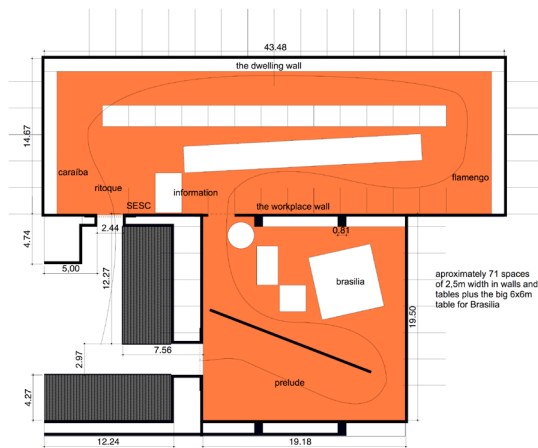 43.48
the dwelling wall
14.67
caraíba
ritoque
SESC
information
flamengo
the workplace wall
4.74
2.44
0.81
5,00
12.27
brasilia
aproximately 71 spaces
of 2,5m width in walls and
tables plus the big 6x6m
table for Brasilia
19.50
7.56
2.97
prelude
4.27
12.24
19.18